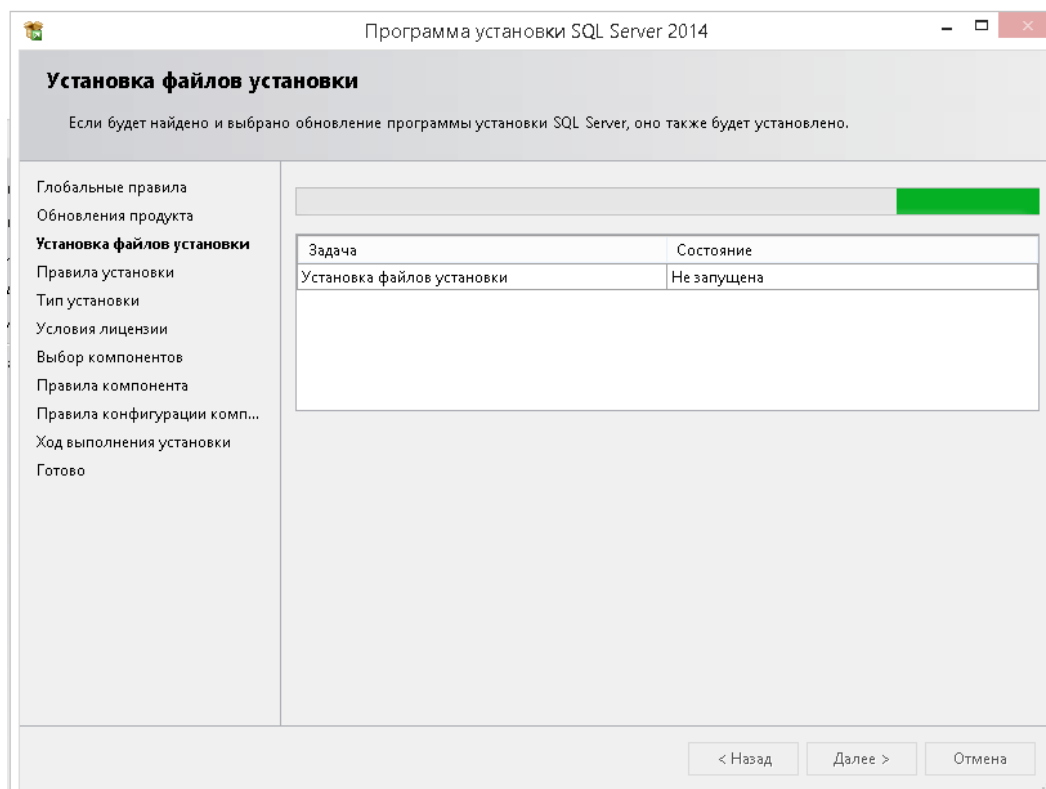 Программа установки SQL Server 2014
Установка файлов установки
Если будет найдено и выбрано обновление программы установки SQL Server, оно также будет установлено.
Глобальные правила
Обновления продукта
Установка файлов установки
Правила установки
Тип установки
Условия лицензии
Выбор компонентов
Правила компонента
Правила конфигурации комп...
Ход выполнения установки
Готово
Задача Состояние
Установка файлов установки Не запущена
< Назад Далее > Отмена